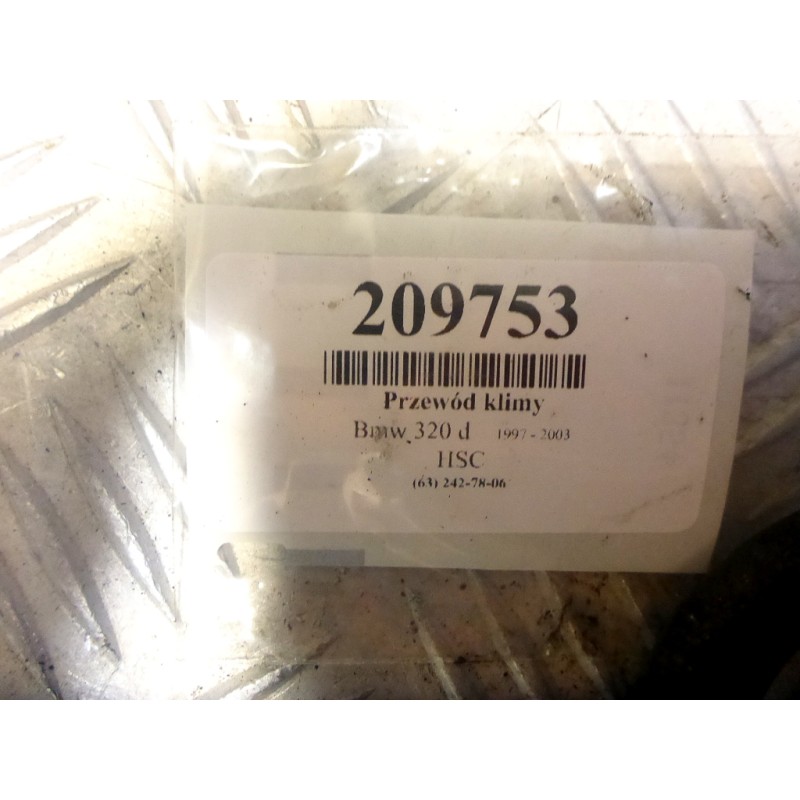 209753
Przewód klimy
Bmw 320 d 1997 - 2003
HSC
(63) 242-78-06